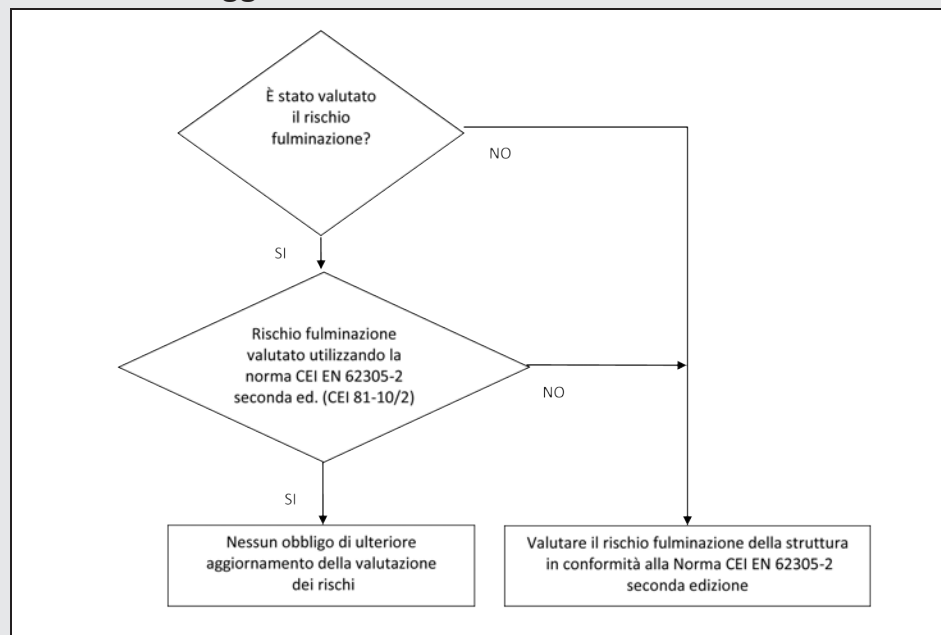 È stato valutato
il rischio
fulminazione?
NO
SI
Rischio fulminazione
valutato utilizzando la
norma CEI EN 62305-2
seconda ed. (CEI 81-10/2)
NO
SI
Nessun obbligo di ulteriore
aggiornamento della valutazione
dei rischi
Valutare il rischio fulminazione della struttura
in conformità alla Norma CEI EN 62305-2
seconda edizione